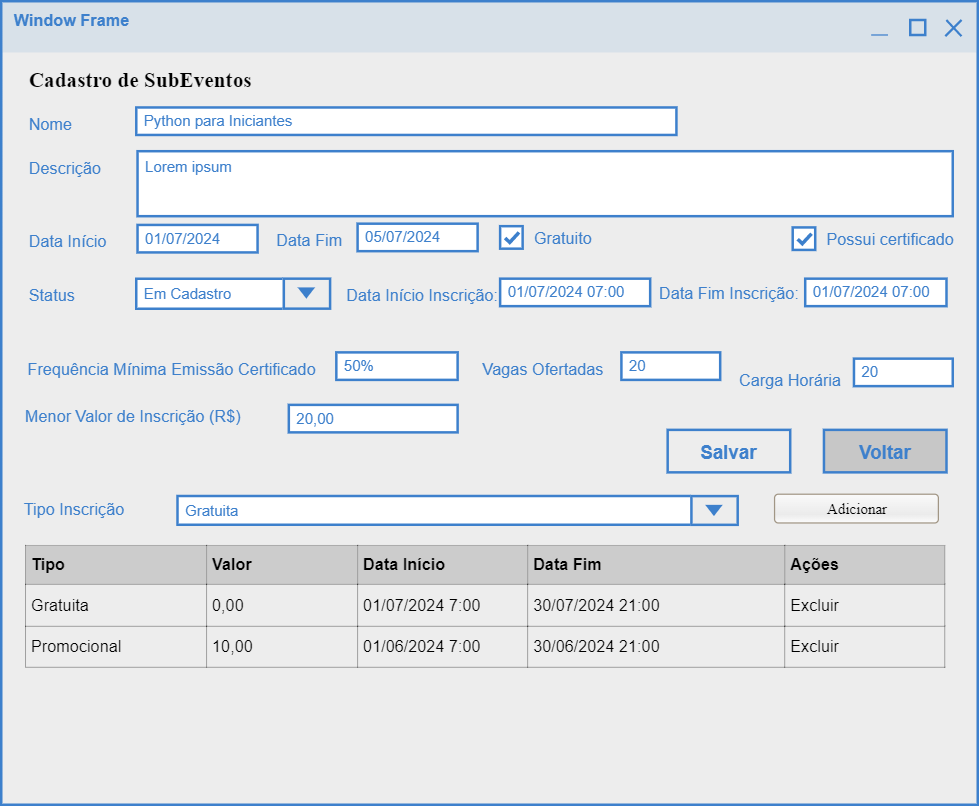 Window Frame
Cadastro de SubEventos
Nome Python para Iniciantes
Descrição Lorem ipsum
Data Início 01/07/2024 Data Fim 05/07/2024 Gratuito Possui certificado
Status Em Cadastro Data Início Inscrição: 01/07/2024 07:00 Data Fim Inscrição: 01/07/2024 07:00
Frequência Mínima Emissão Certificado 50% Vagas Ofertadas 20 Carga Horária 20
Menor Valor de Inscrição (R$) 20,00
Salvar Voltar
Tipo Inscrição Gratuita Adicionar
Tipo Valor Data Início Data Fim Ações
Gratuita 0,00 01/07/2024 7:00 30/07/2024 21:00 Excluir
Promocional 10,00 01/06/2024 7:00 30/06/2024 21:00 Excluir